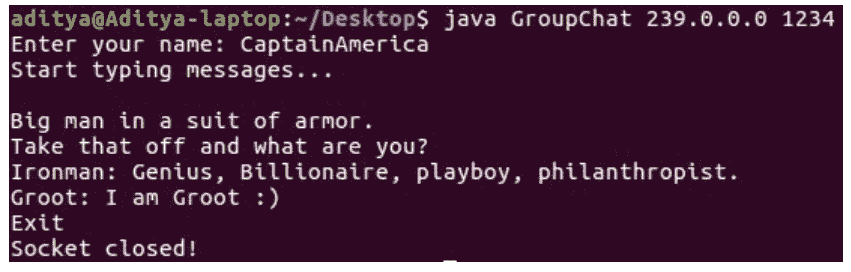 aditya@Aditya-laptop:~/Desktop$ java GroupChat 239.0.0.0 1234
Enter your name: CaptainAmerica
Start typing messages...
Big man in a suit of armor.
Take that off and what are you?
Ironman: Genius, Billionaire, playboy, philanthropist.
Groot: I am Groot :)
Exit
Socket closed!